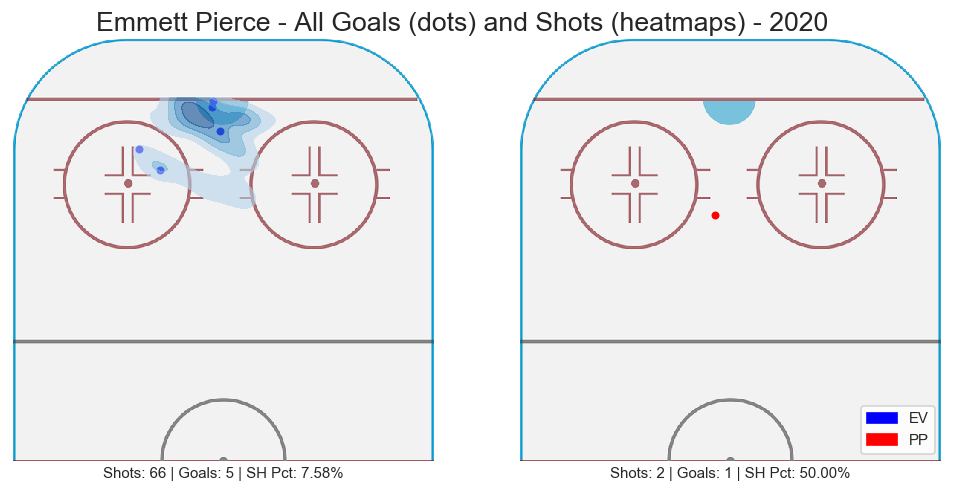 Emmett Pierce - All Goals (dots) and Shots (heatmaps) - 2020
EV
PP
Shots: 66 | Goals: 5 | SH Pct: 7.58%
Shots: 2 | Goals: 1 | SH Pct: 50.00%